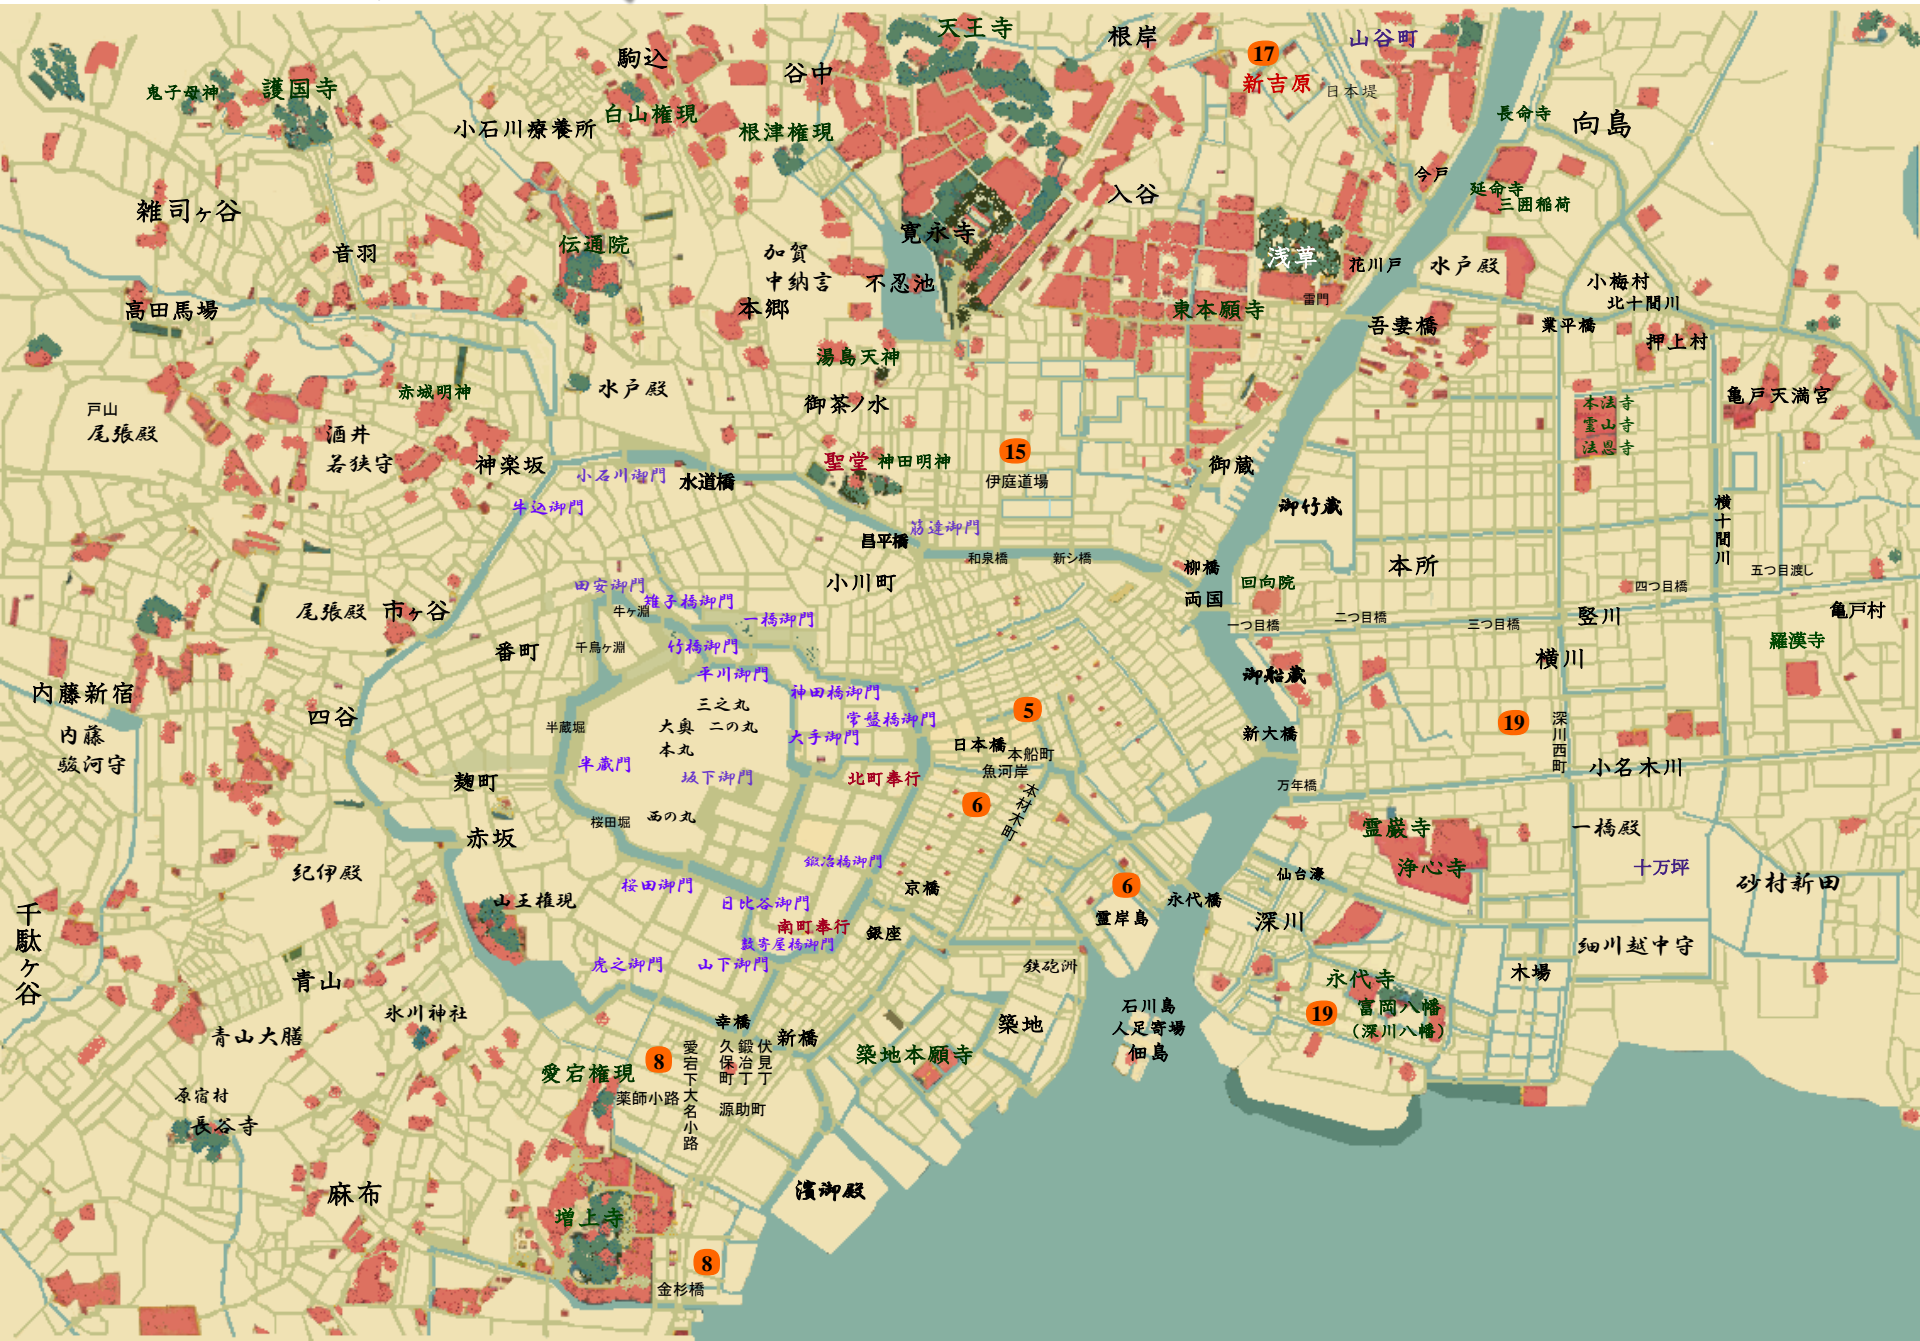 天王寺
根岸
17
山谷町
駒込
谷中
新吉原
日本堤
鬼子母神
護国寺
白山権現
小石川療養所
根津権現
長命寺
向島
今戸
入谷
延命寺
三囲稲荷
雑司ヶ谷
音羽
伝通院
寛永寺
加賀
中納言
不忍池
浅草
花川戸
水戸殿
小梅村
北十間川
本郷
東本願寺
雷門
高田馬場
吾妻橋
業平橋
押上村
湯島天神
赤城明神
水戸殿
御茶ノ水
戸山
尾張殿
亀戸天満宮
本法寺
霊山寺
法恩寺
酒井
若狭守
神楽坂
小石川御門
水道橋
聖堂
神田明神
15
伊庭道場
御蔵
御竹蔵
牛込御門
筋違御門
昌平橋
和泉橋
新シ橋
柳橋
両国
回向院
本所
横十間川
五つ目渡し
四つ目橋
小川町
田安御門
雉子橋御門
牛ヶ淵
一橋御門
尾張殿
市ヶ谷
一つ目橋
二つ目橋
三つ目橋
竪川
亀戸村
羅漢寺
番町
千鳥ヶ淵
竹橋御門
平川御門
横川
御船蔵
内藤新宿
神田橋御門
三之丸
四谷
大奥
二の丸
本丸
常盤橋御門
大手御門
5
日本橋
本船町
魚河岸
新大橋
19
深川西町
内藤
駿河守
半蔵堀
半蔵門
坂下御門
北町奉行
麹町
小名木川
万年橋
6
本材木町
桜田堀
西の丸
赤坂
霊巌寺
浄心寺
一橋殿
十万坪
砂村新田
紀伊殿
鍛冶橋御門
桜田御門
京橋
6
霊岸島
永代橋
仙台濠
深川
山王権現
日比谷御門
南町奉行
数寄屋橋御門
銀座
細川越中守
千駄ヶ谷
虎之御門
山下御門
鉄砲洲
木場
永代寺
富岡八幡
(深川八幡)
19
青山
氷川神社
青山大膳
幸橋
新橋
築地
石川島
人足寄場
佃島
築地本願寺
8
愛宕下大名小路
久保町
鍛冶丁
伏見丁
愛宕権現
薬師小路
源助町
原宿村
長谷寺
麻布
濱御殿
増上寺
8
金杉橋